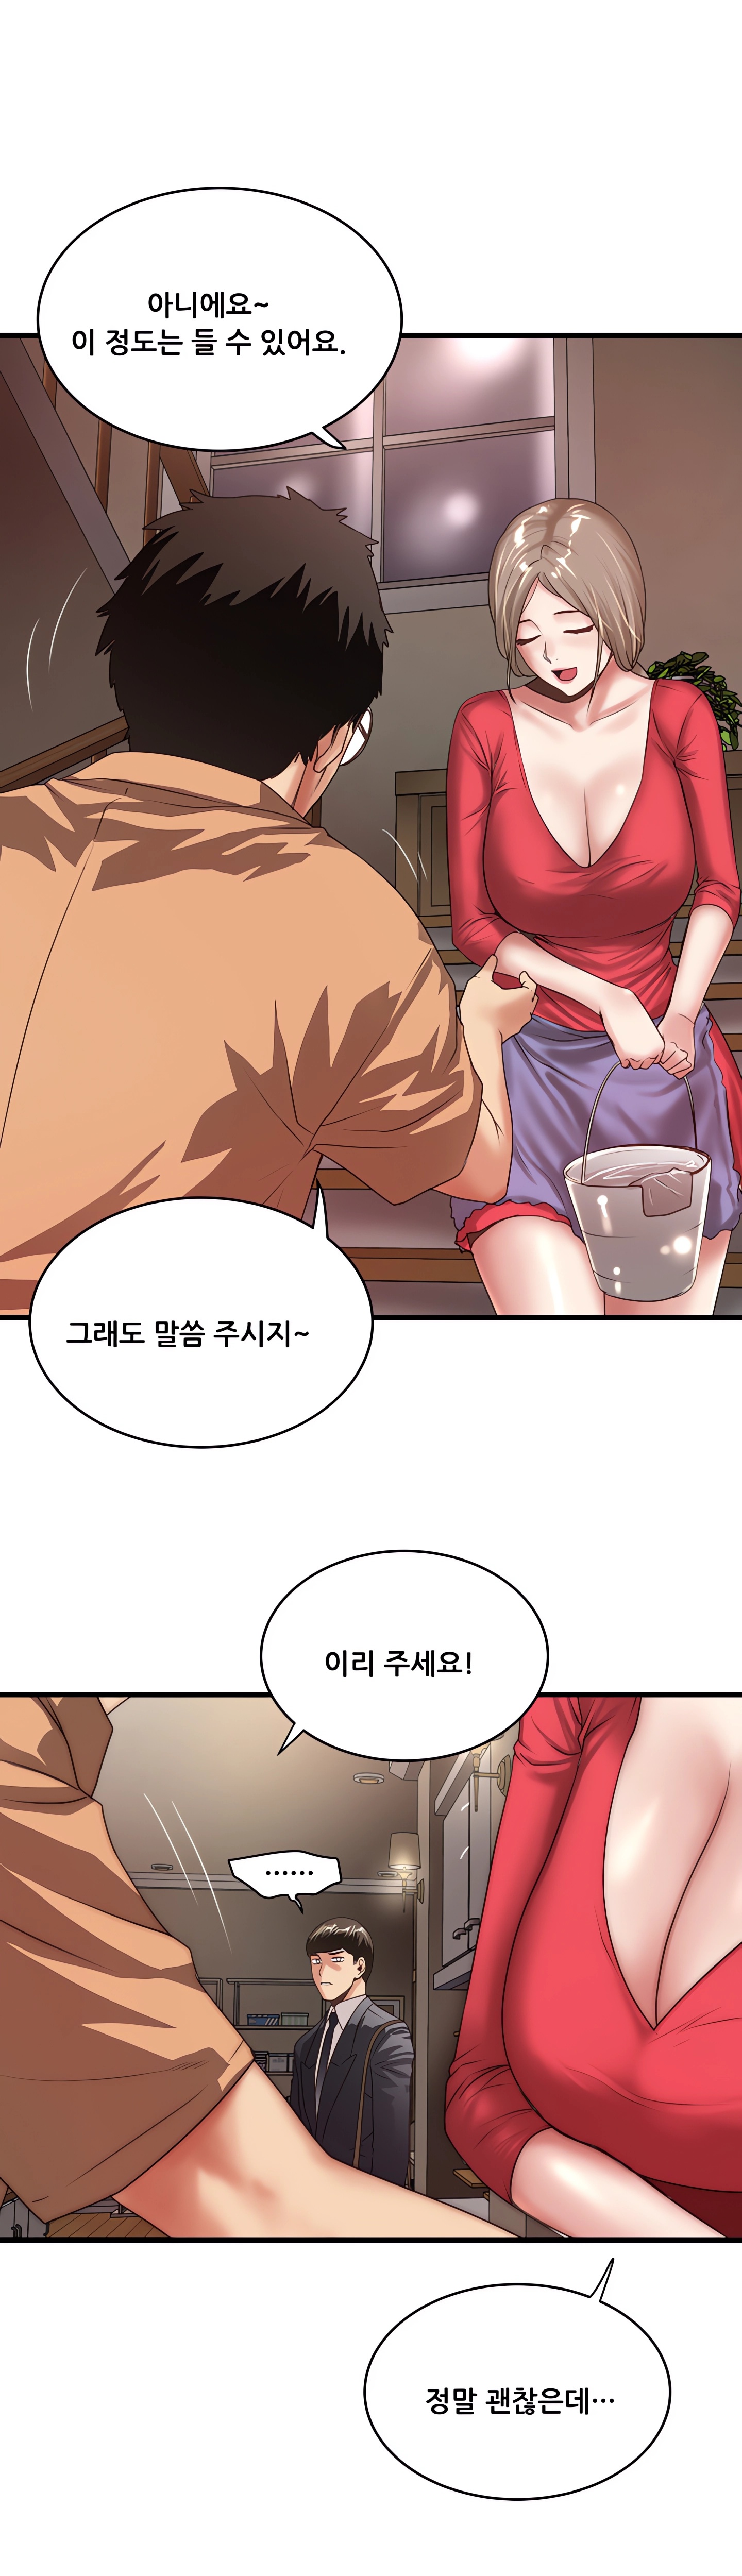 아니에요~
이 정도는 들 수 있어요.
그래도 말씀 주시지~
이리 주세요!
……
정말 괜찮은데…